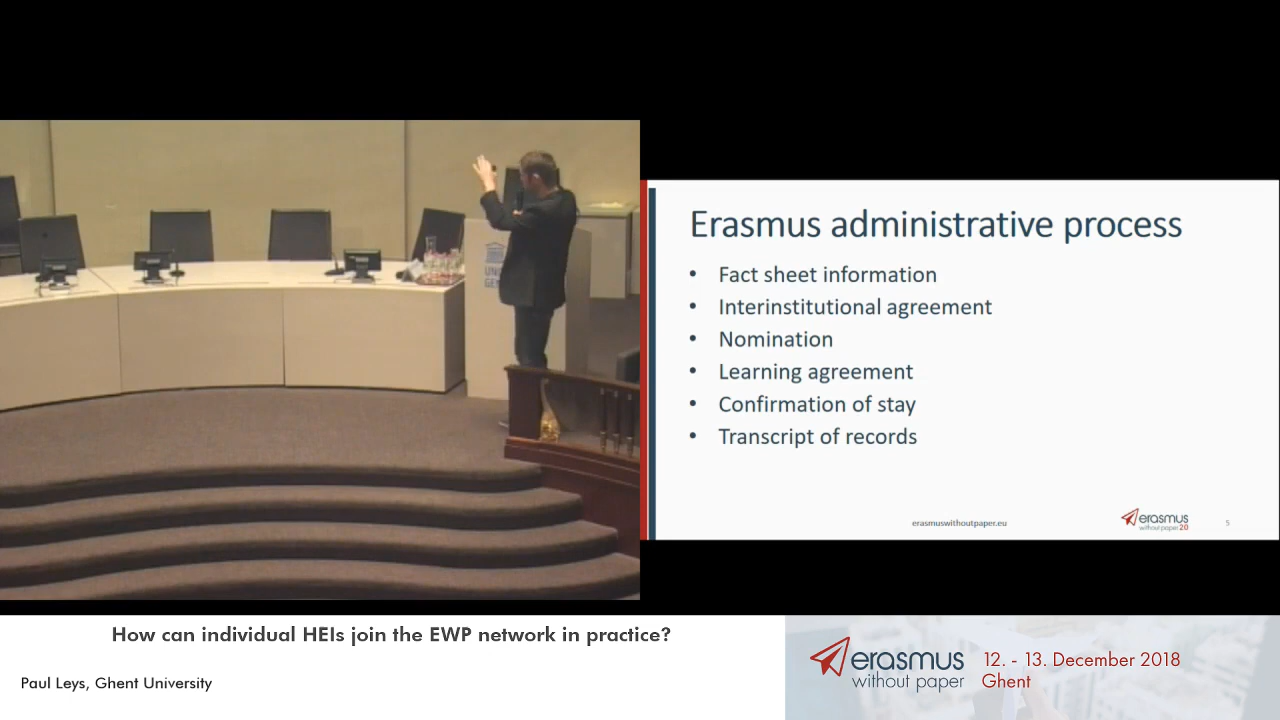 Erasmus administrative process
• Fact sheet information
• Interinstitutional agreement
• Nomination
• Learning agreement
• Confirmation of stay
• Transcript of records
erasmuswithoutpaper.eu
erasmus
without paper 2.0
5
How can individual HEIs join the EWP network in practice?
Paul Leys, Ghent University
erasmus
without paper
12. - 13. December 2018
Ghent